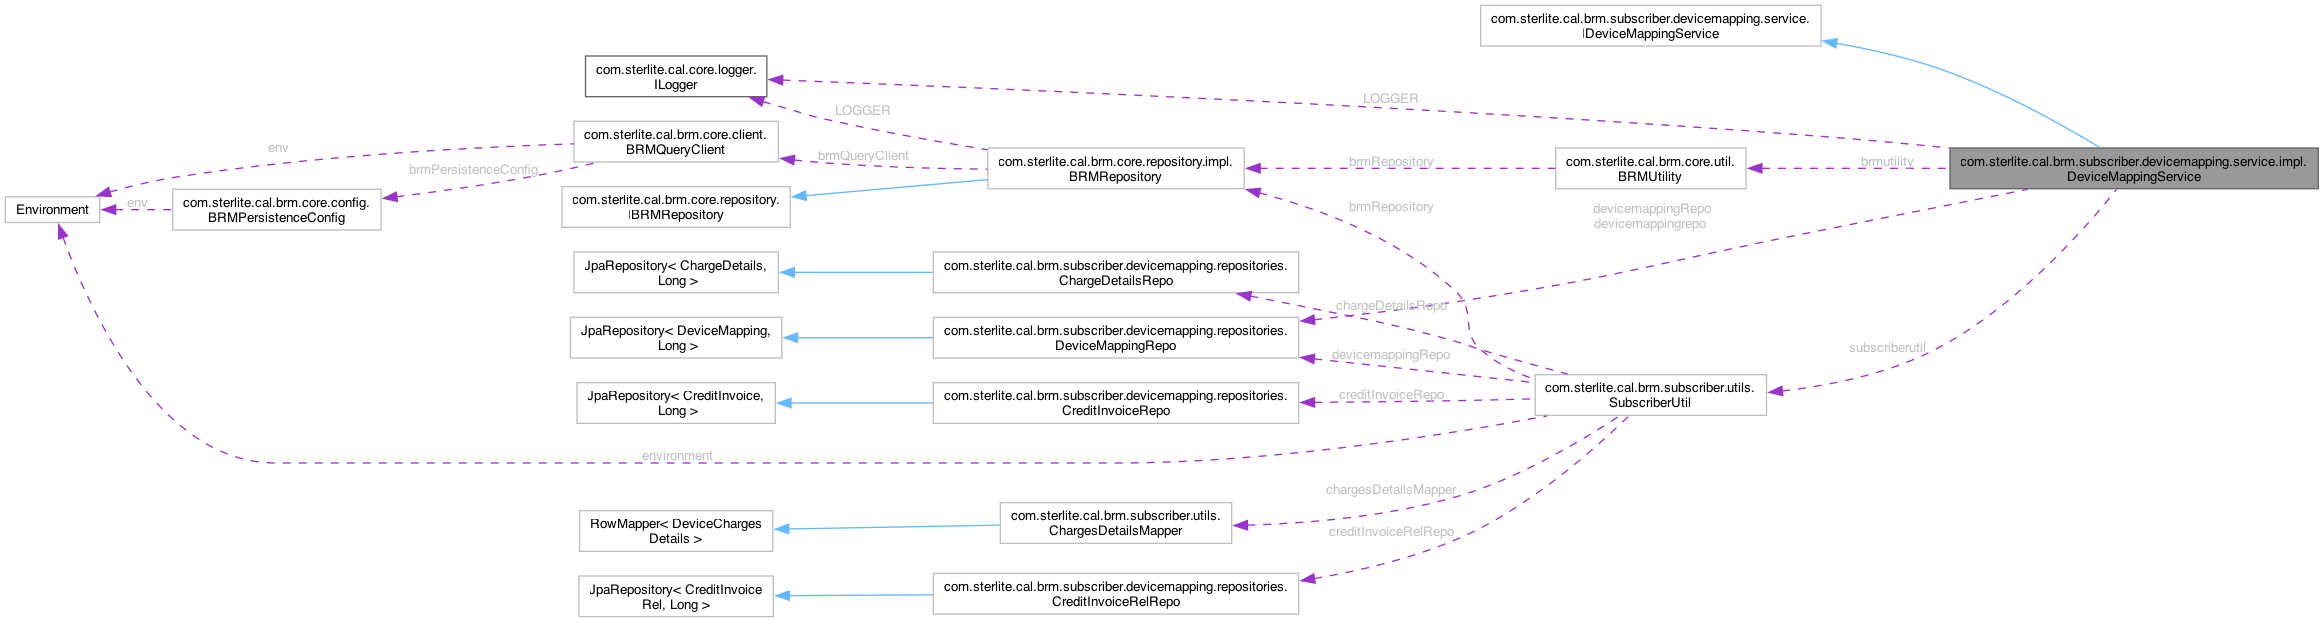 com.sterlite.cal.brm.subscriber.devicemapping.service.
IDeviceMappingService
com.sterlite.cal.core.logger.
ILogger
LOGGER
LOGGER
com.sterlite.cal.brm.core.client.
BRMQueryClient
env
brmQueryClient
brmPersistenceConfig
com.sterlite.cal.brm.core.repository.impl.
BRMRepository
brmRepository
com.sterlite.cal.brm.core.util.
BRMUtility
brmutility
com.sterlite.cal.brm.subscriber.devicemapping.service.impl.
DeviceMappingService
Environment
env
com.sterlite.cal.brm.core.config.
BRMPersistenceConfig
com.sterlite.cal.brm.core.repository.
IBRMRepository
brmRepository
devicemappingRepo
devicemappingrepo
JpaRepository< ChargeDetails,
Long >
com.sterlite.cal.brm.subscriber.devicemapping.repositories.
ChargeDetailsRepo
chargeDetailsRepo
JpaRepository< DeviceMapping,
Long >
com.sterlite.cal.brm.subscriber.devicemapping.repositories.
DeviceMappingRepo
devicemappingRepo
subscriberutil
JpaRepository< CreditInvoice,
Long >
com.sterlite.cal.brm.subscriber.devicemapping.repositories.
CreditInvoiceRepo
creditInvoiceRepo
com.sterlite.cal.brm.subscriber.utils.
SubscriberUtil
environment
chargesDetailsMapper
RowMapper< DeviceCharges
Details >
com.sterlite.cal.brm.subscriber.utils.
ChargesDetailsMapper
creditInvoiceRelRepo
JpaRepository< CreditInvoice
Rel, Long >
com.sterlite.cal.brm.subscriber.devicemapping.repositories.
CreditInvoiceRelRepo